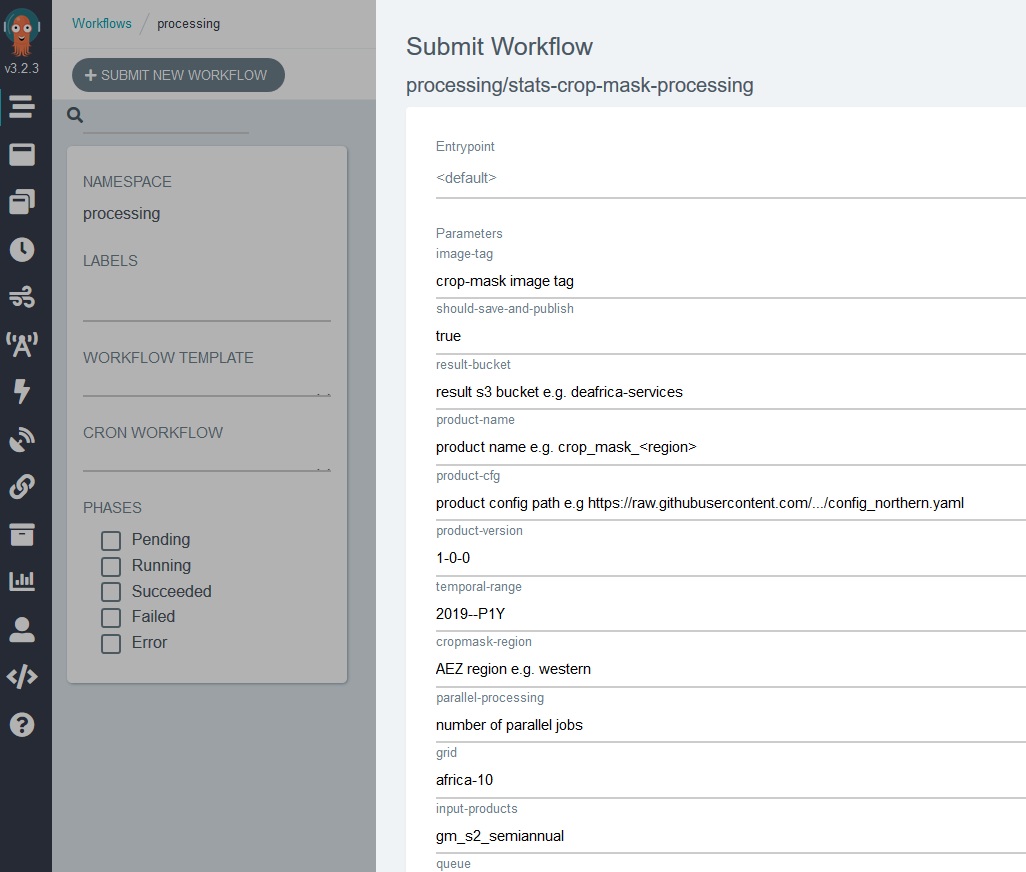 v3.2.3
Workflows / processing
+ SUBMIT NEW WORKFLOW
NAMESPACE
processing
LABELS
WORKFLOW TEMPLATE
CRON WORKFLOW
PHASES
Pending
Running
Succeeded
Failed
Error
Submit Workflow
processing/stats-crop-mask-processing
Entrypoint
<default>
Parameters
image-tag
crop-mask image tag
should-save-and-publish
true
result-bucket
result s3 bucket e.g. deafrica-services
product-name
product name e.g. crop_mask_<region>
product-cfg
product config path e.g https://raw.githubusercontent.com/.../config_northern.yaml
product-version
1-0-0
temporal-range
2019--P1Y
cropmask-region
AEZ region e.g. western
parallel-processing
number of parallel jobs
grid
africa-10
input-products
gm_s2_semiannual
queue